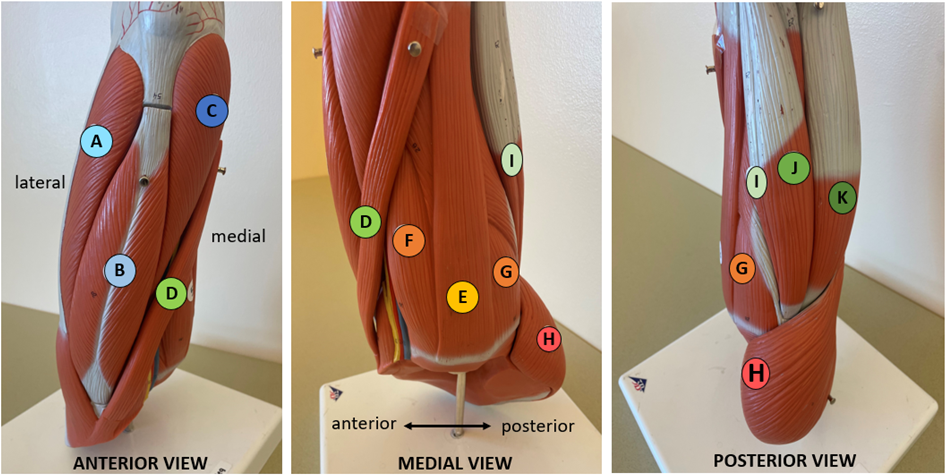 A
C
lateral
medial
B
D
ANTERIOR VIEW
I
D
F
G
E
H
anterior
posterior
MEDIAL VIEW
I
J
K
G
H
POSTERIOR VIEW